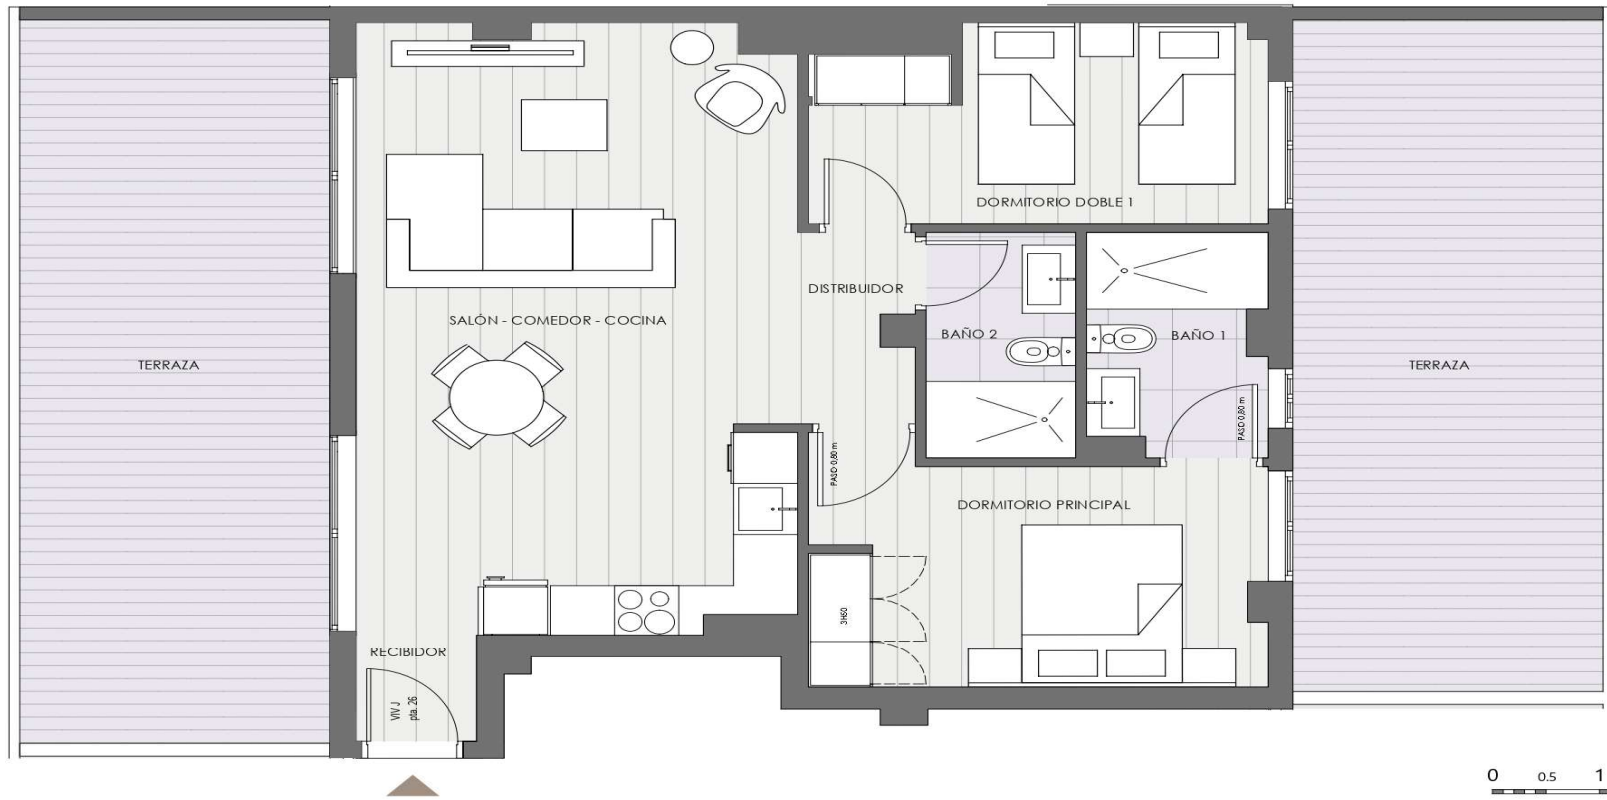 DORMITORIO DOBLE 1
DISTRIBUIDOR
SALÓN - COMEDOR - COCINA
BAÑO 2
BAÑO 1
TERRAZA
TERRAZA
PASO 0,80 m
PASO 0,80 m
DORMITORIO PRINCIPAL
3H50
RECIBIDOR
VIV J
pta. 26
0 0.5 1